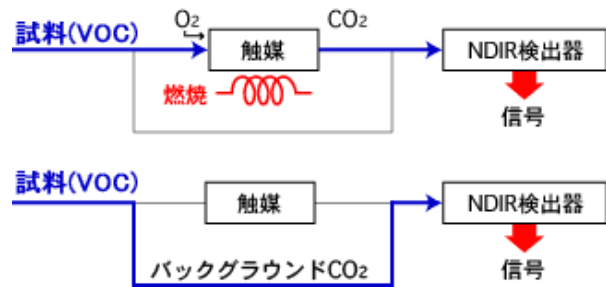 O₂
CO₂
試料(VOC)
触媒
NDIR検出器
燃焼
信号
試料(VOC)
触媒
NDIR検出器
バックグラウンドCO₂
信号